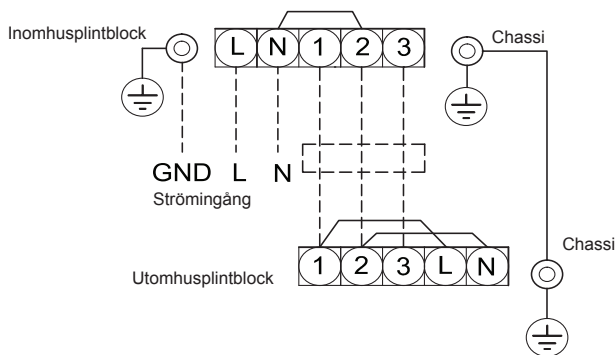 Inomhusplintblock
L N 1 2 3
Chassi
GND L N
Strömingång
Chassi
Utomhusplintblock
1 2 3 L N